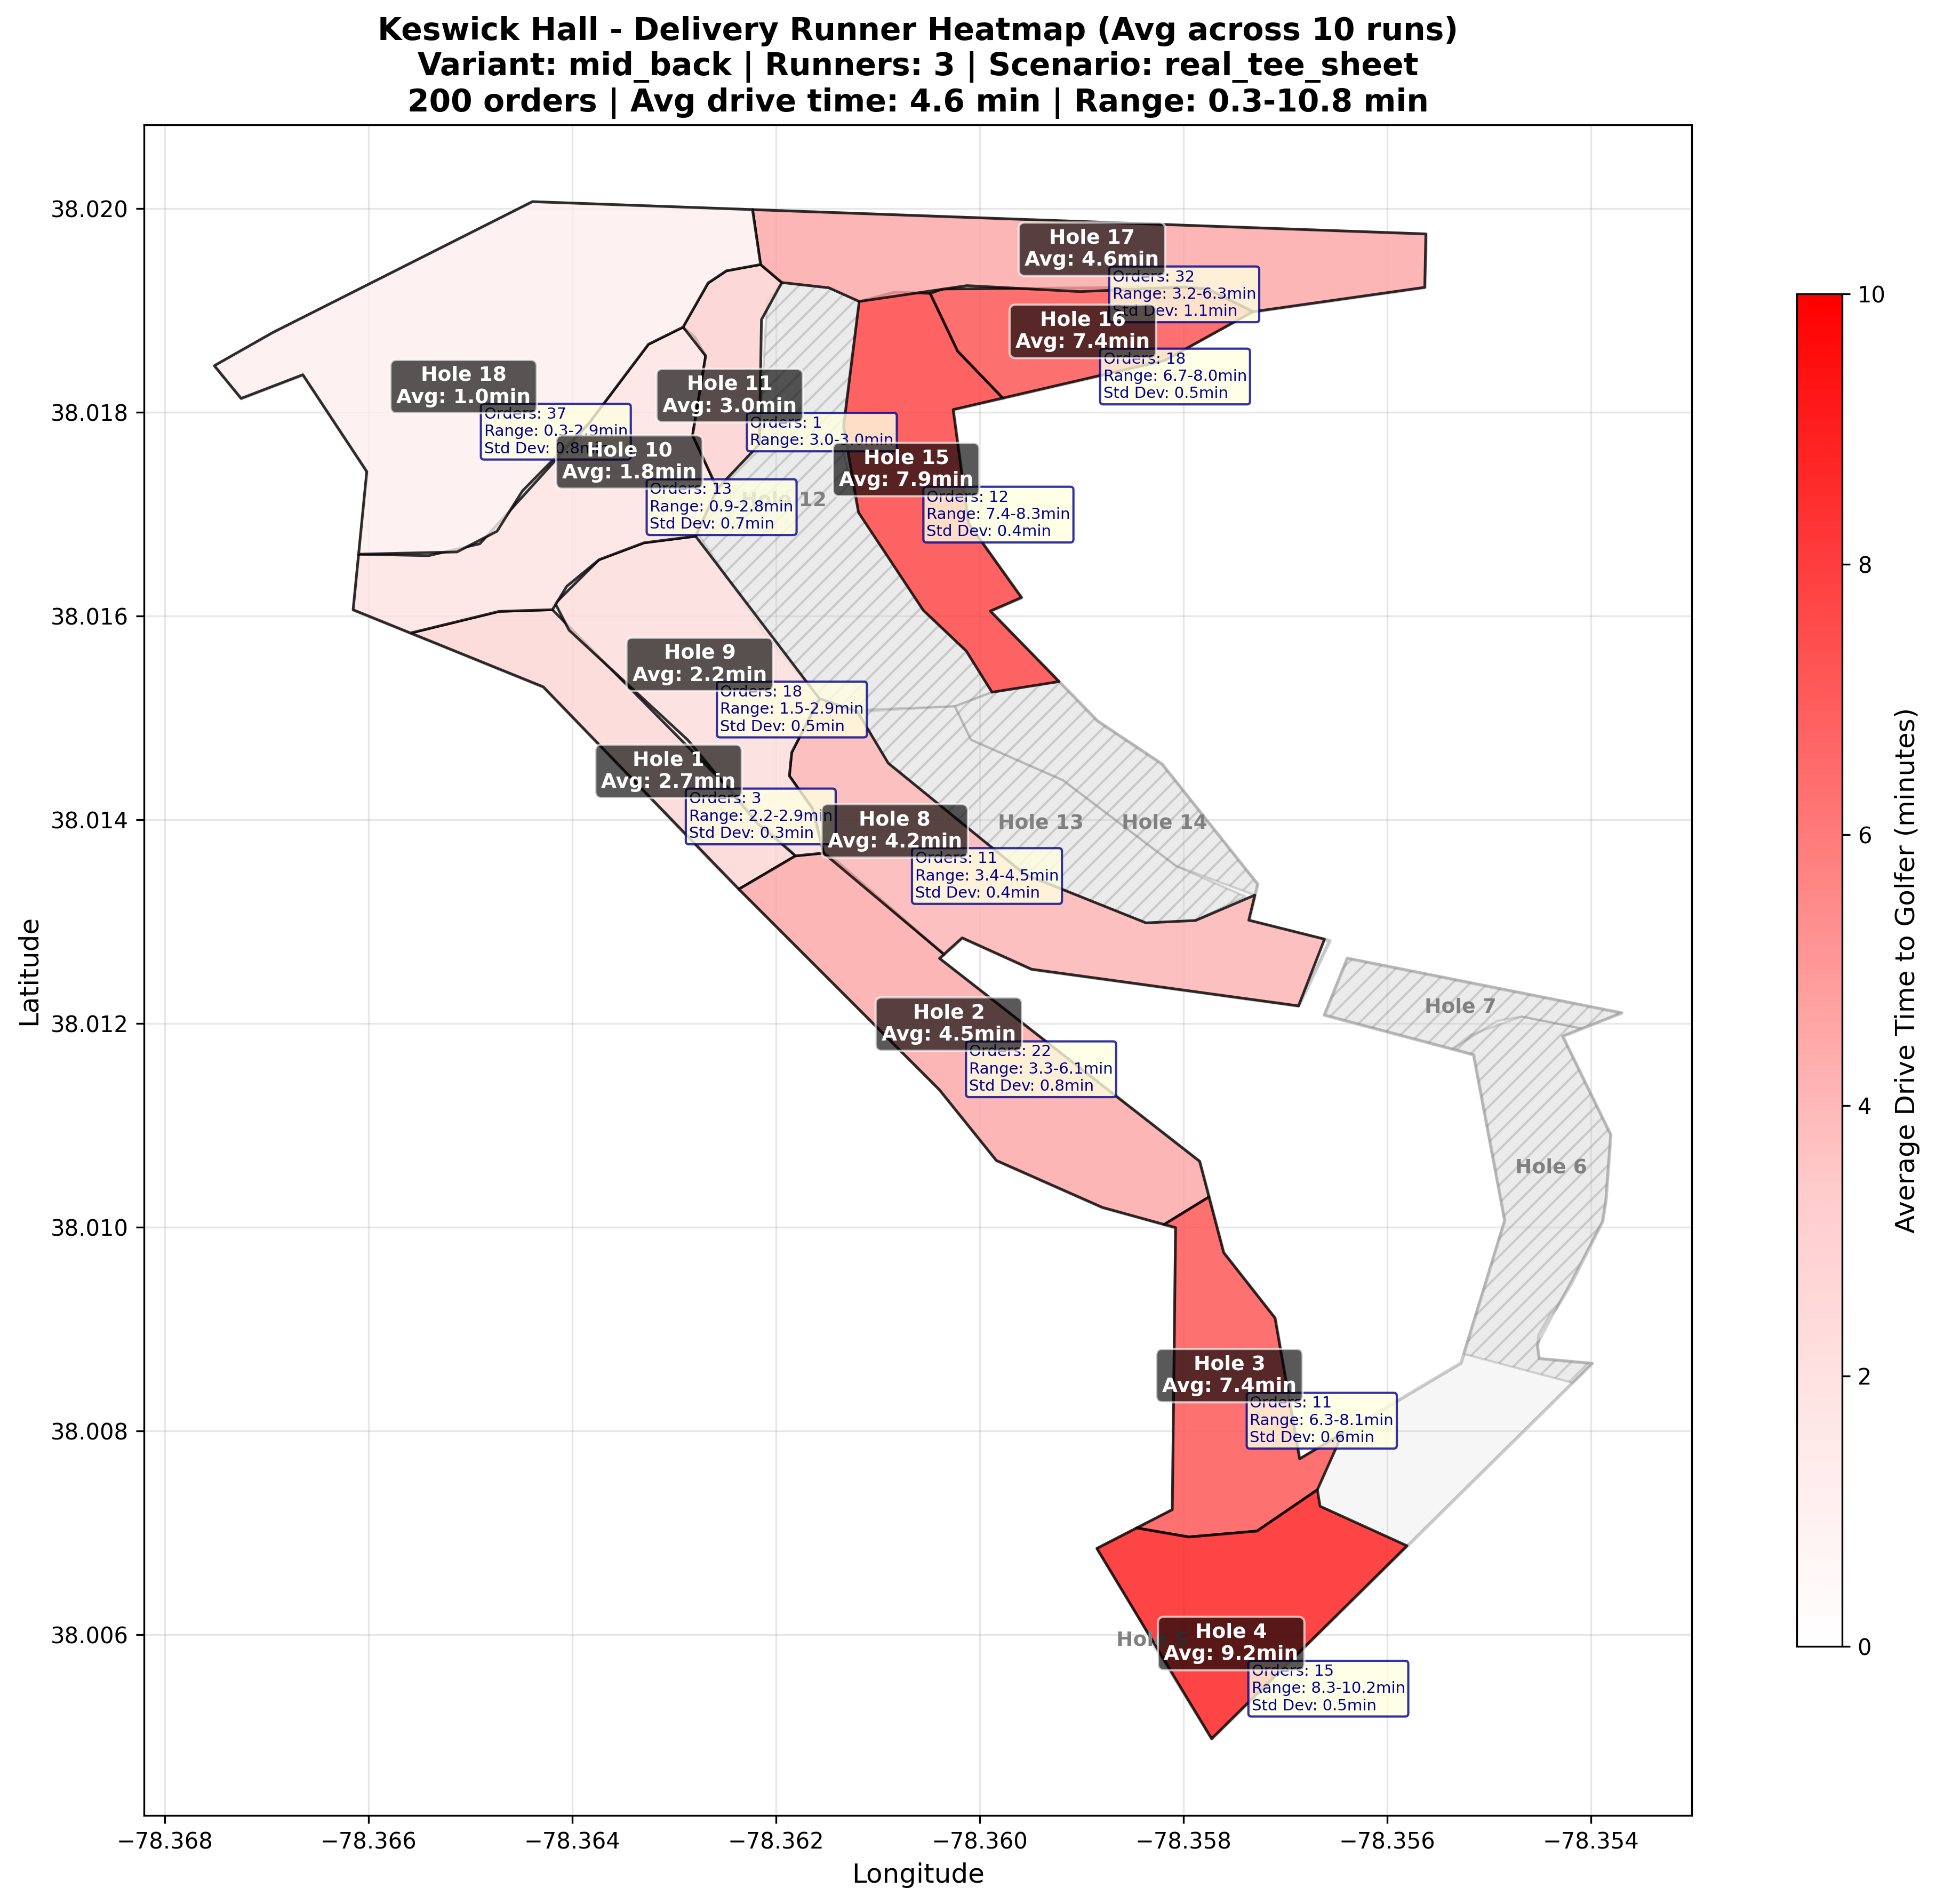 Keswick Hall - Delivery Runner Heatmap (Avg across 10 runs)
Variant: mid_back | Runners: 3 | Scenario: real_tee_sheet
200 orders | Avg drive time: 4.6 min | Range: 0.3-10.8 min
Latitude
38.020
38.018
38.016
38.014
38.012
38.010
38.008
38.006
Hole 17
Avg: 4.6min
Orders: 32
Range: 3.2-6.3min
Std Dev: 1.1min
Hole 16
Avg: 7.4min
Orders: 18
Range: 6.7-8.0min
Std Dev: 0.5min
Hole 18
Avg: 1.0min
Orders: 37
Range: 0.3-2.9min
Std Dev: 0.8min
Hole 11
Avg: 3.0min
Orders: 1
Range: 3.0-3.0min
Hole 10
Avg: 1.8min
Orders: 13
Range: 0.9-2.8min
Std Dev: 0.7min
12
Hole 15
Avg: 7.9min
Orders: 12
Range: 7.4-8.3min
Std Dev: 0.4min
Hole 9
Avg: 2.2min
Orders: 18
Range: 1.5-2.9min
Std Dev: 0.5min
Hole 1
Avg: 2.7min
Orders: 3
Range: 2.2-2.9min
Std Dev: 0.3min
Hole 8
Avg: 4.2min
Orders: 11
Range: 3.4-4.5min
Std Dev: 0.4min
Hole 13
Hole 14
Hole 7
Hole 2
Avg: 4.5min
Orders: 22
Range: 3.3-6.1min
Std Dev: 0.8min
Hole 6
Hole 3
Avg: 7.4min
Orders: 11
Range: 6.3-8.1min
Std Dev: 0.6min
Hole 4
Avg: 9.2min
Orders: 15
Range: 8.3-10.2min
Std Dev: 0.5min
−78.368
−78.366
−78.364
−78.362
−78.360
−78.358
−78.356
−78.354
Longitude
10
8
6
4
2
0
Average Drive Time to Golfer (minutes)